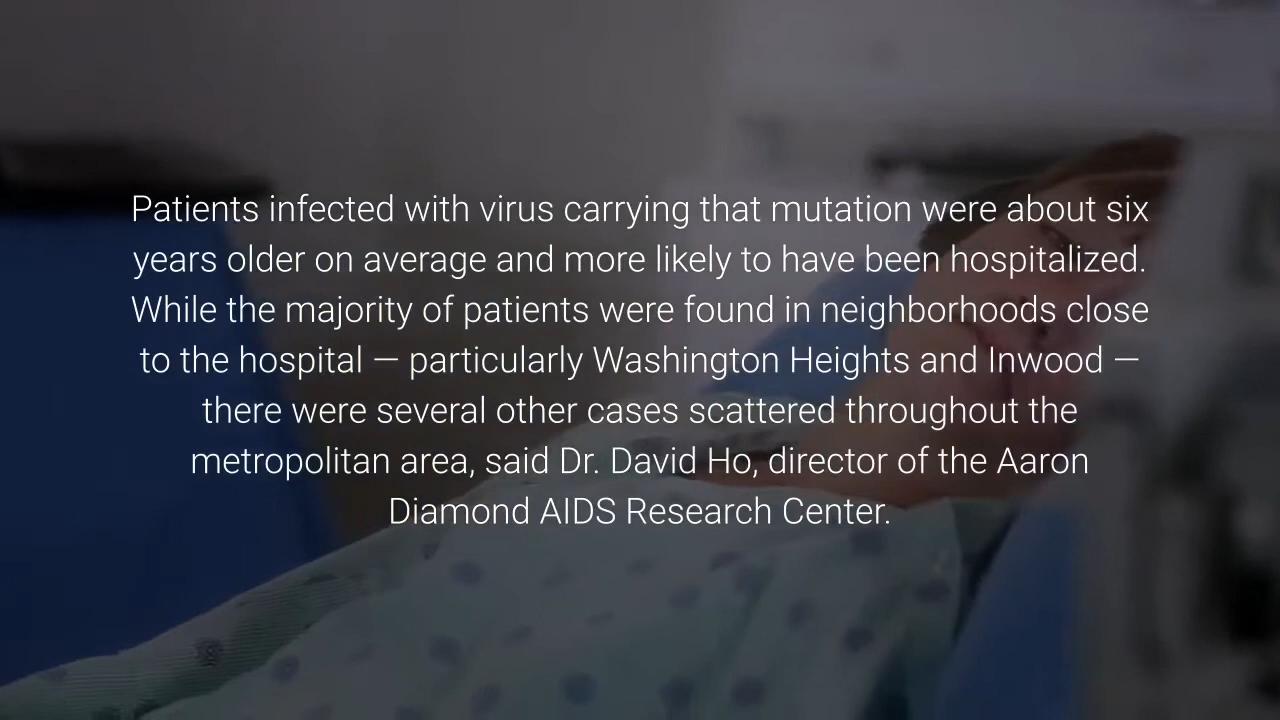 Patients infected with virus carrying that mutation were about six
years older on average and more likely to have been hospitalized.
While the majority of patients were found in neighborhoods close
to the hospital — particularly Washington Heights and Inwood —
there were several other cases scattered throughout the
metropolitan area, said Dr. David Ho, director of the Aaron
Diamond AIDS Research Center.